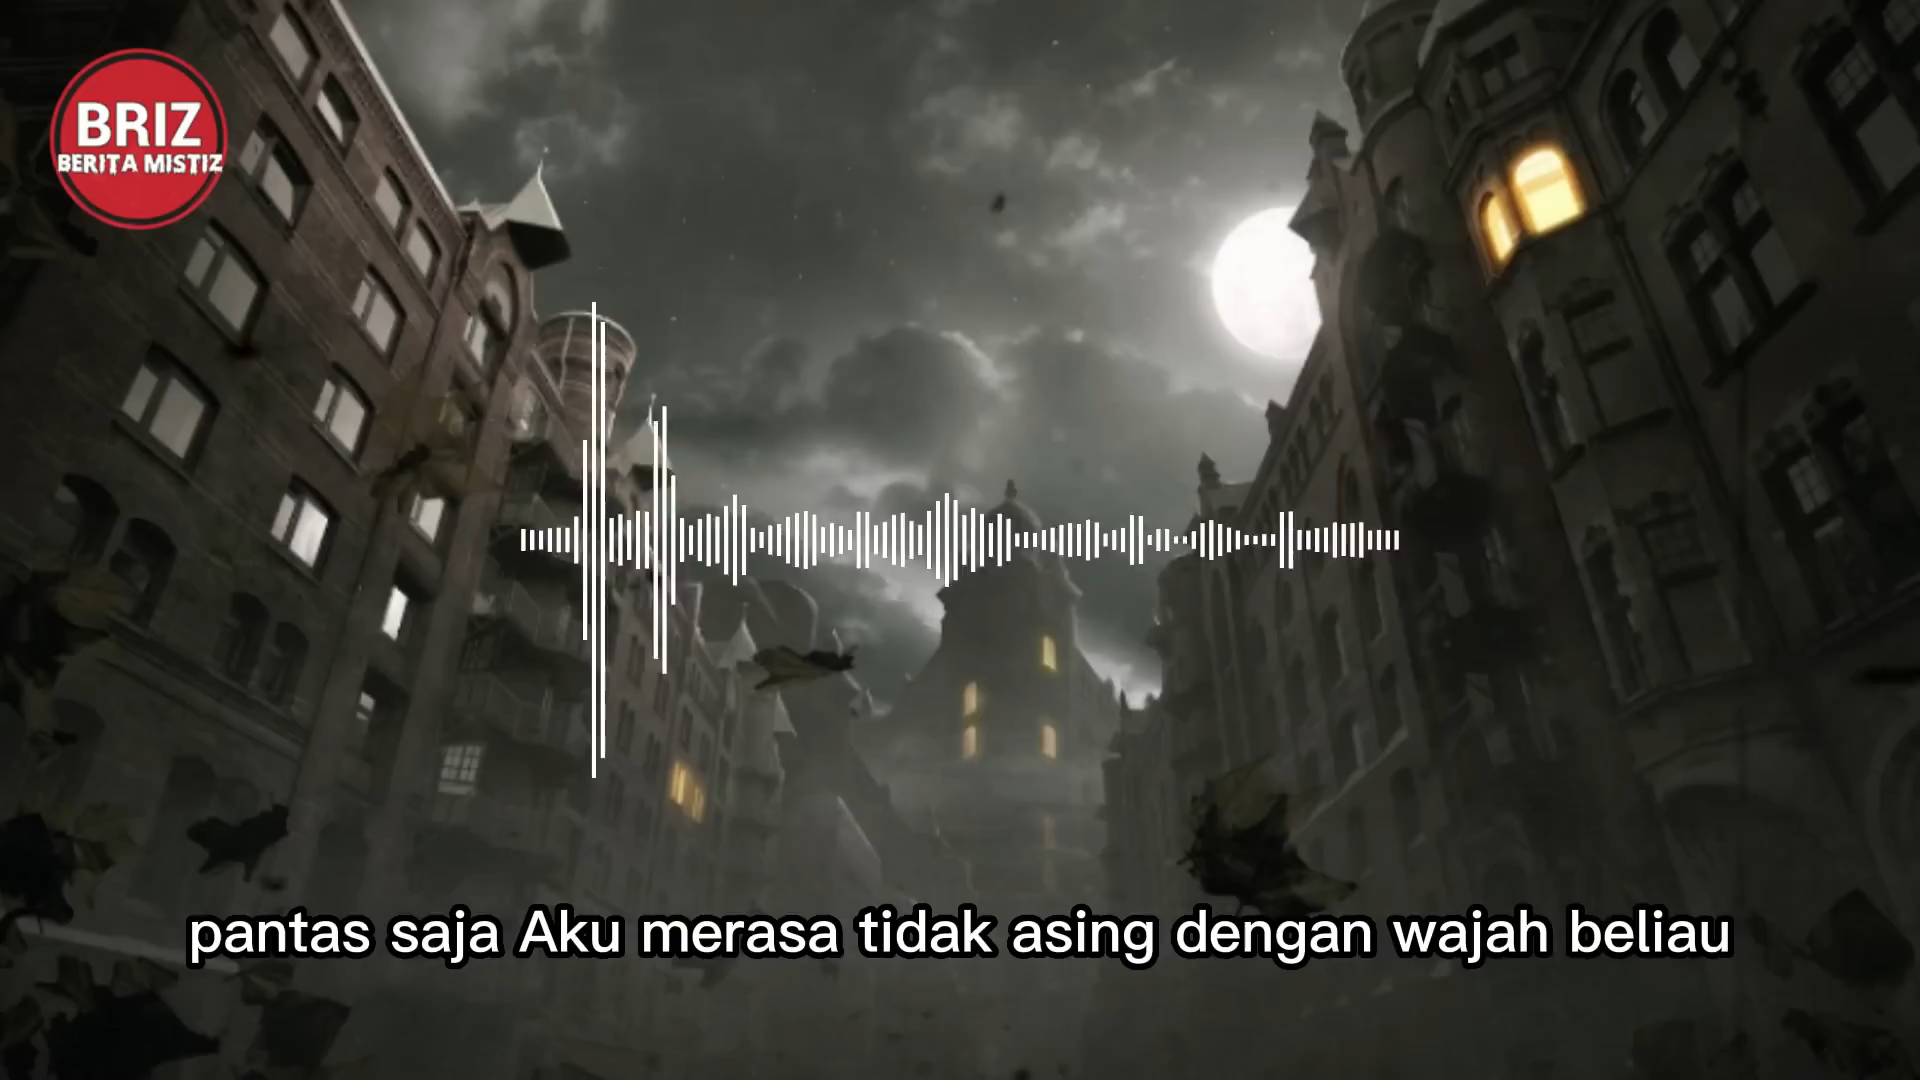 BRIZ
BERITA MISTIZ
pantas saja Aku merasa tidak asing dengan wajah beliau